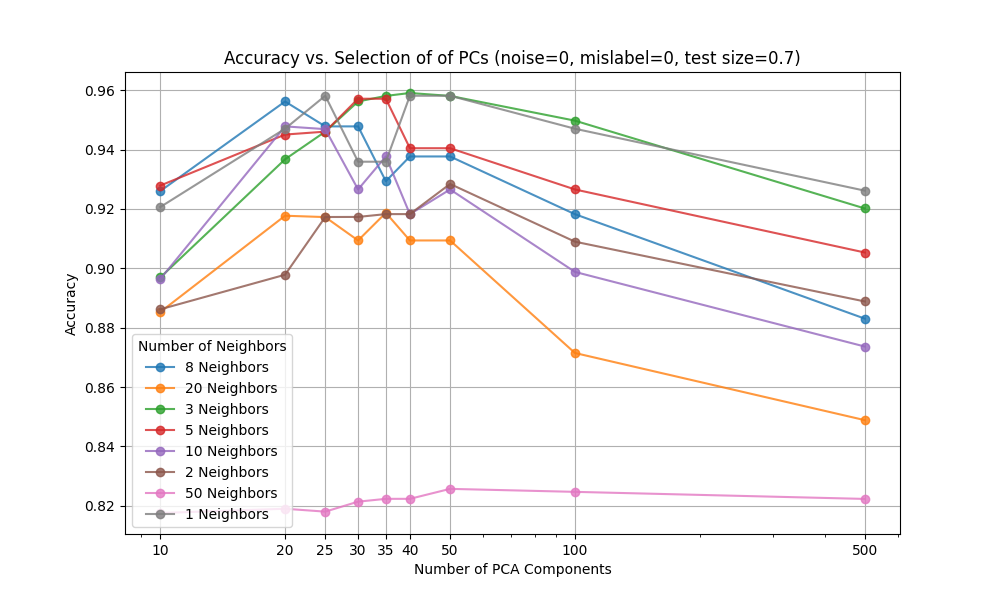 Accuracy vs. Selection of of PCs (noise=0, mislabel=0, test size=0.7)
Accuracy
0.96
0.94
0.92
0.90
0.88
0.86
0.84
0.82
Number of Neighbors
8 Neighbors
20 Neighbors
3 Neighbors
5 Neighbors
10 Neighbors
2 Neighbors
50 Neighbors
1 Neighbors
10 20 25 30 35 40 50 100 500
Number of PCA Components